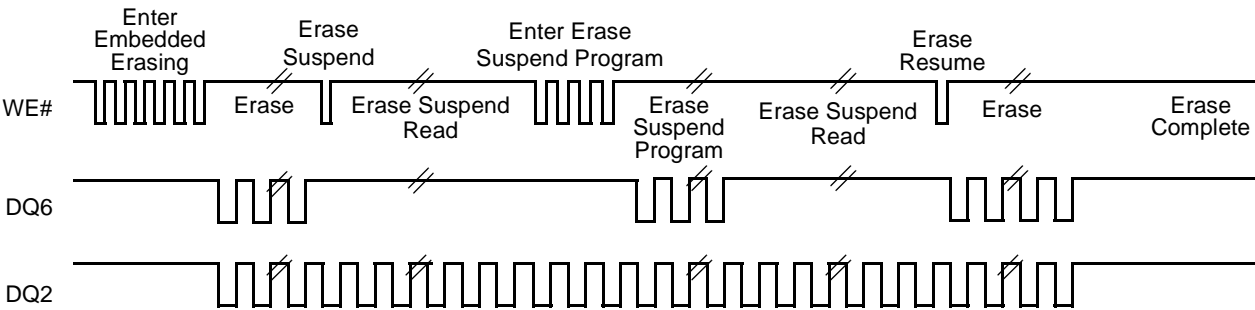 Enter
Embedded
Erasing
Erase
Suspend
Enter Erase
Suspend Program
Erase
Resume
WE#
Erase
Erase Suspend
Read
Erase
Suspend
Program
Erase Suspend
Read
Erase
Erase
Complete
DQ6
DQ2